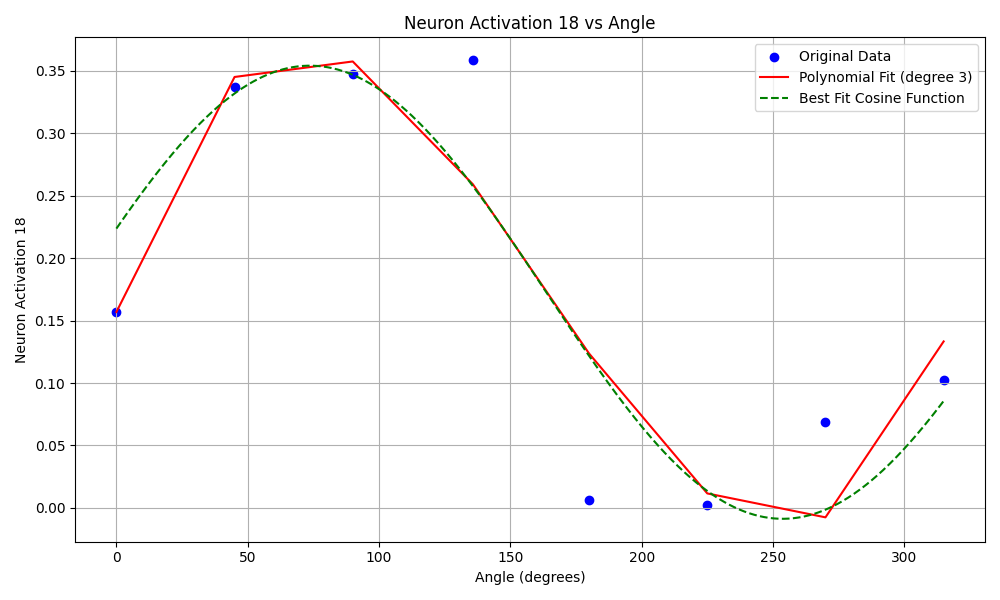 Neuron Activation 18 vs Angle
Original Data
Polynomial Fit (degree 3)
Best Fit Cosine Function
Neuron Activation 18
0.35
0.30
0.25
0.20
0.15
0.10
0.05
0.00
0
50
100
150
200
250
300
Angle (degrees)